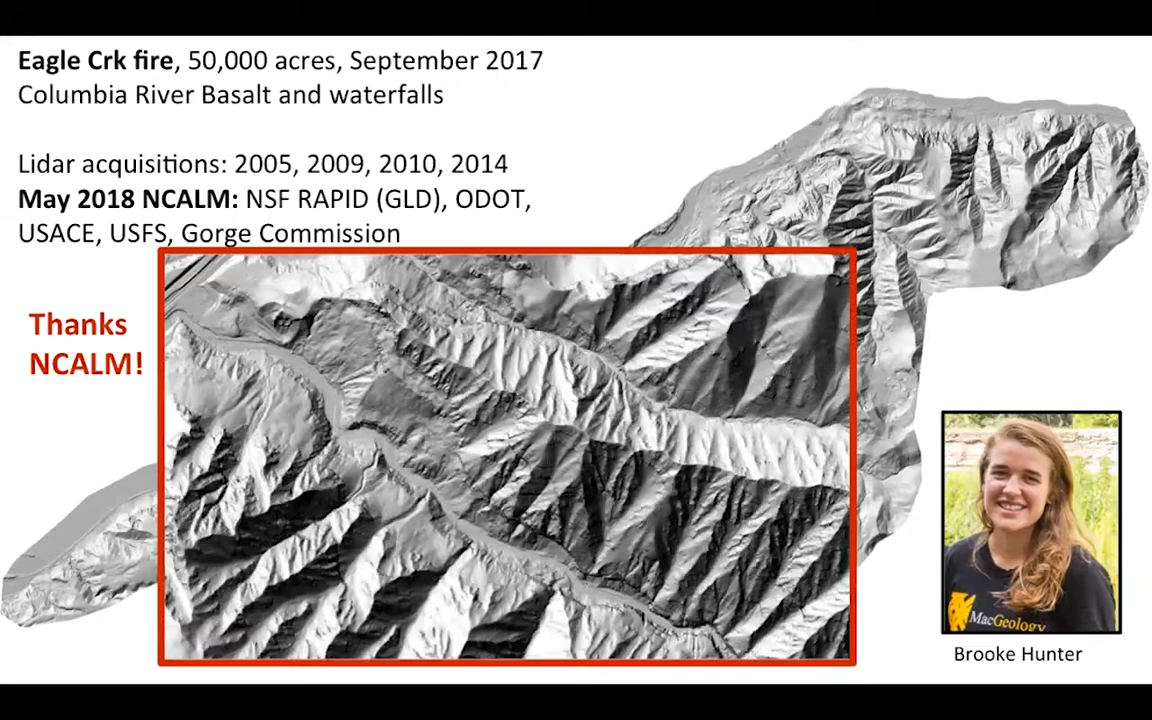 Eagle Crk fire, 50,000 acres, September 2017
Columbia River Basalt and waterfalls
Lidar acquisitions: 2005, 2009, 2010, 2014
May 2018 NCALM: NSF RAPID (GLD), ODOT,
USACE, USFS, Gorge Commission
Thanks
NCALM!
MacGeology
Brooke Hunter